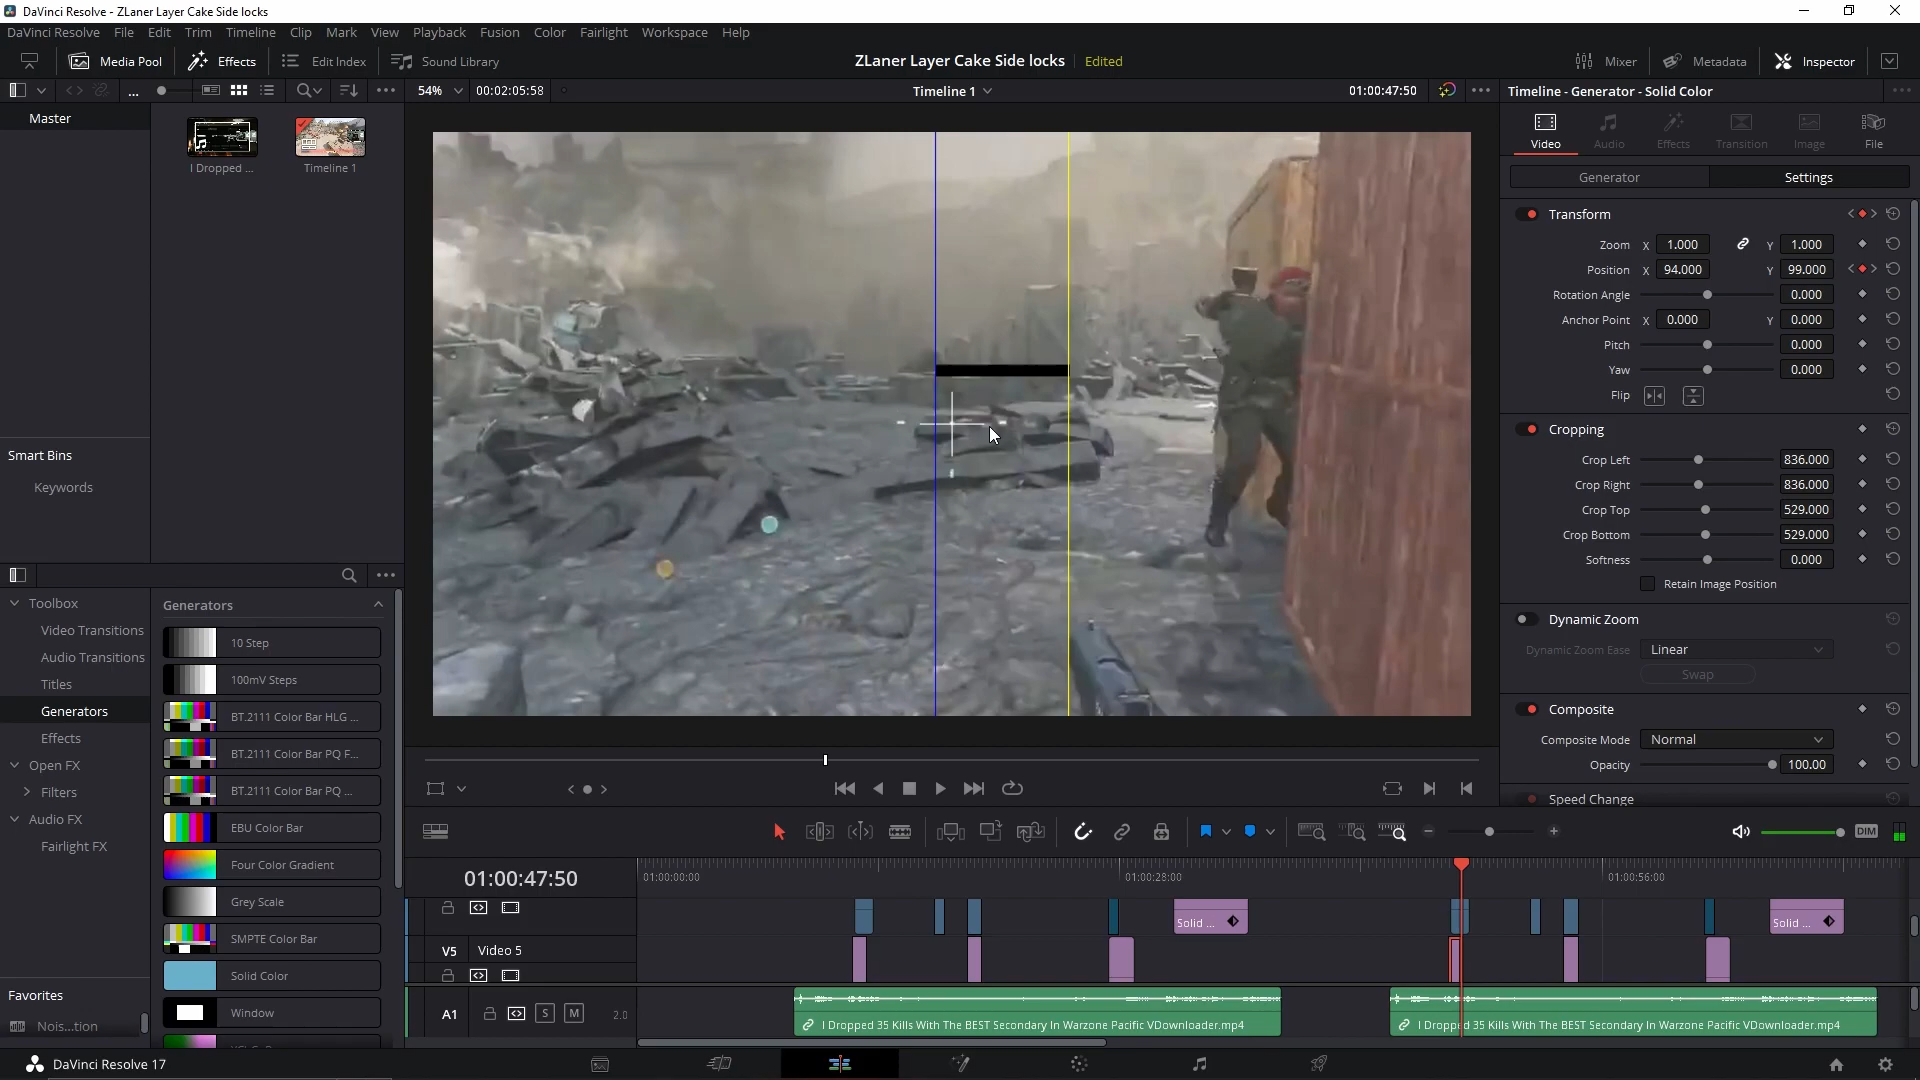 DaVinci Resolve - ZLaner Layer Cake Side locks
DaVinci Resolve File Edit Trim Timeline Clip Mark View Playback Fusion Color Fairlight Workspace Help
Media Pool Effects Edit Index Sound Library
ZLaner Layer Cake Side locks Edited
Mixer Metadata Inspector
54% 00:02:05:58
Timeline 1
01:00:47:50
Timeline - Generator - Solid Color
Master
I Dropped ...
Timeline 1
Smart Bins
Keywords
Video Audio Effects Transition Image File
Generator Settings
Transform
Zoom X 1.000 Y 1.000
Position X 94.000 Y 99.000
Rotation Angle 0.000
Anchor Point X 0.000 Y 0.000
Pitch 0.000
Yaw 0.000
Flip
Cropping
Crop Left 836.000
Crop Right 836.000
Crop Top 529.000
Crop Bottom 529.000
Softness 0.000
Retain Image Position
Dynamic Zoom
Dynamic Zoom Ease Linear
Swap
Composite
Composite Mode Normal
Opacity 100.00
Speed Change
Toolbox
Video Transitions
Audio Transitions
Titles
Generators
Effects
Open FX
Filters
Audio FX
Fairlight FX
Favorites
Nois...tion
Generators
10 Step
100mV Steps
BT.2111 Color Bar HLG ...
BT.2111 Color Bar PQ F...
BT.2111 Color Bar PQ ...
EBU Color Bar
Four Color Gradient
Grey Scale
SMPTE Color Bar
Solid Color
Window
DIM
01:00:47:50
01:00:00:00 01:00:28:00 01:00:56:00
Solid ... Solid ...
V5 Video 5
A1 S M 2.0
I Dropped 35 Kills With The BEST Secondary In Warzone Pacific VDownloader.mp4
I Dropped 35 Kills With The BEST Secondary In Warzone Pacific VDownloader.mp4
DaVinci Resolve 17